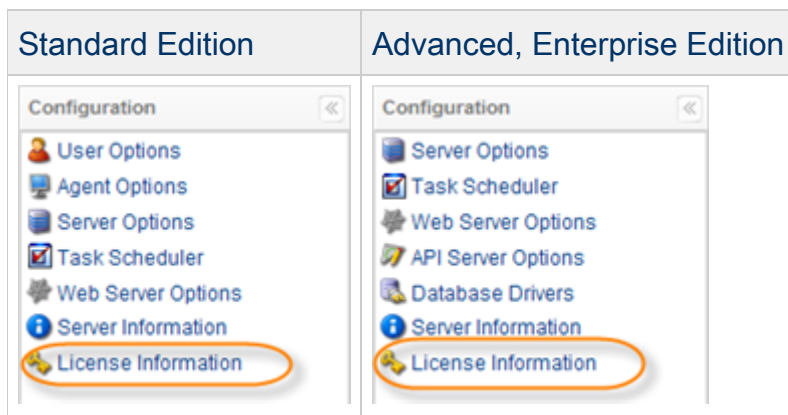 Standard Edition
Advanced, Enterprise Edition
Configuration
User Options
Agent Options
Server Options
Task Scheduler
Web Server Options
Server Information
License Information
Configuration
Server Options
Task Scheduler
Web Server Options
API Server Options
Database Drivers
Server Information
License Information